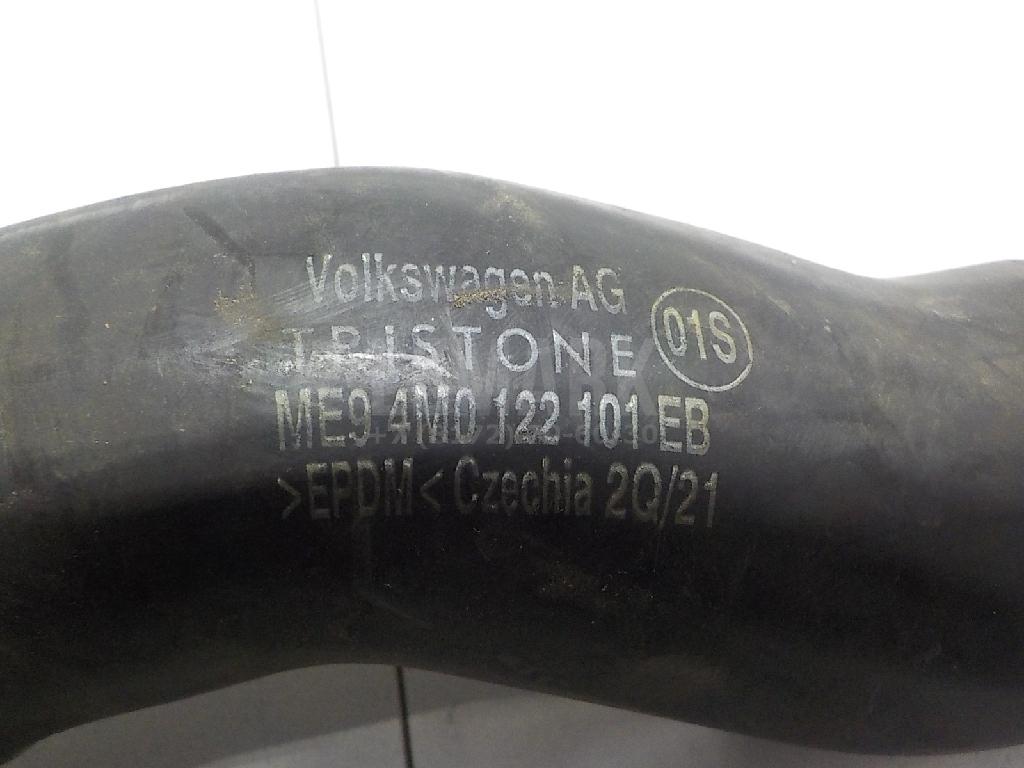 Volkswagen AG
TRISTONE 01S
ME9 4M0 122 101 EB
>EPDM< Czechia 2Q/21